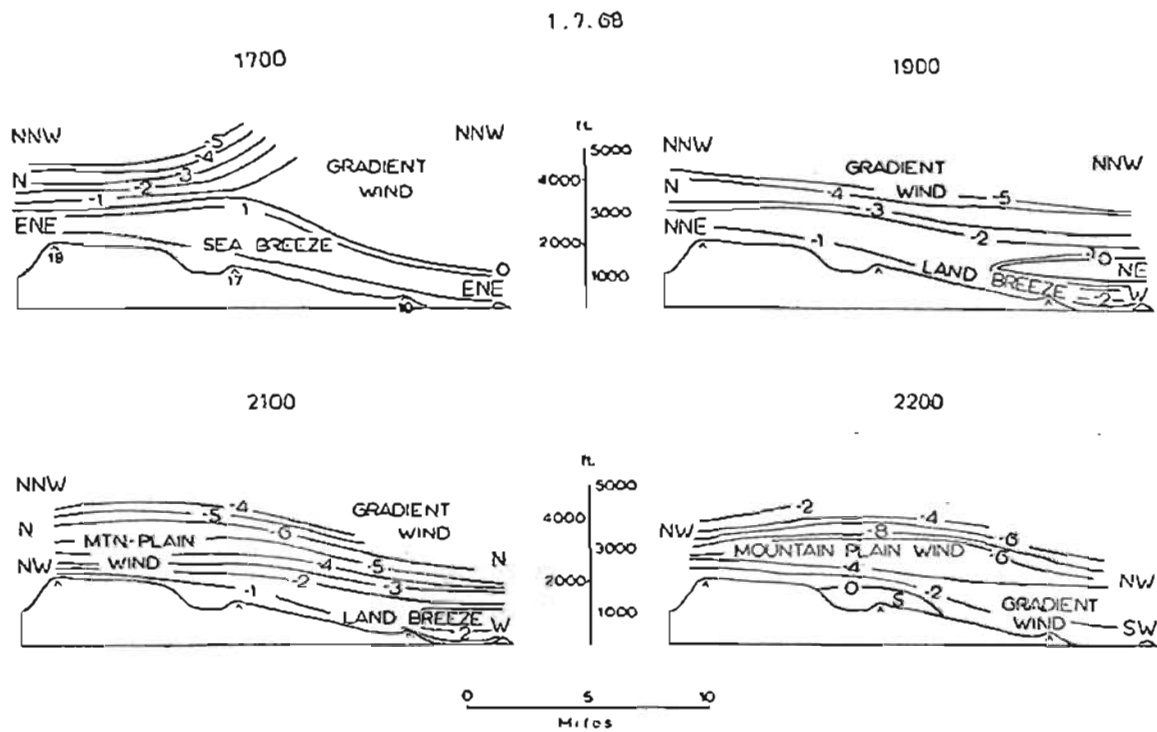 1.7.68
1700
NNW
NNW
-5
-4
-3
-2
-1
N
GRADIENT
WIND
1
ENE
SEA BREEZE
0
ENE
19
17
10
ft.
5000
4000
3000
2000
1000
1900
NNW
NNW
GRADIENT
WIND
N
-4
-5
-3
NNE
-2
-1
LAND
BREEZE
0
NE
-2
W
2100
NNW
-4
GRADIENT
WIND
-5
N
-6
MTN-PLAIN
WIND
N
-5
-4
NW
-3
-2
-1
LAND BREEZE
W
2
ft.
5000
4000
3000
2000
1000
2200
-2
-4
NW
-8
-6
MOUNTAIN PLAIN WIND
-6
-4
NW
0
-2
S
GRADIENT
WIND
SW
0 5 10
Miles